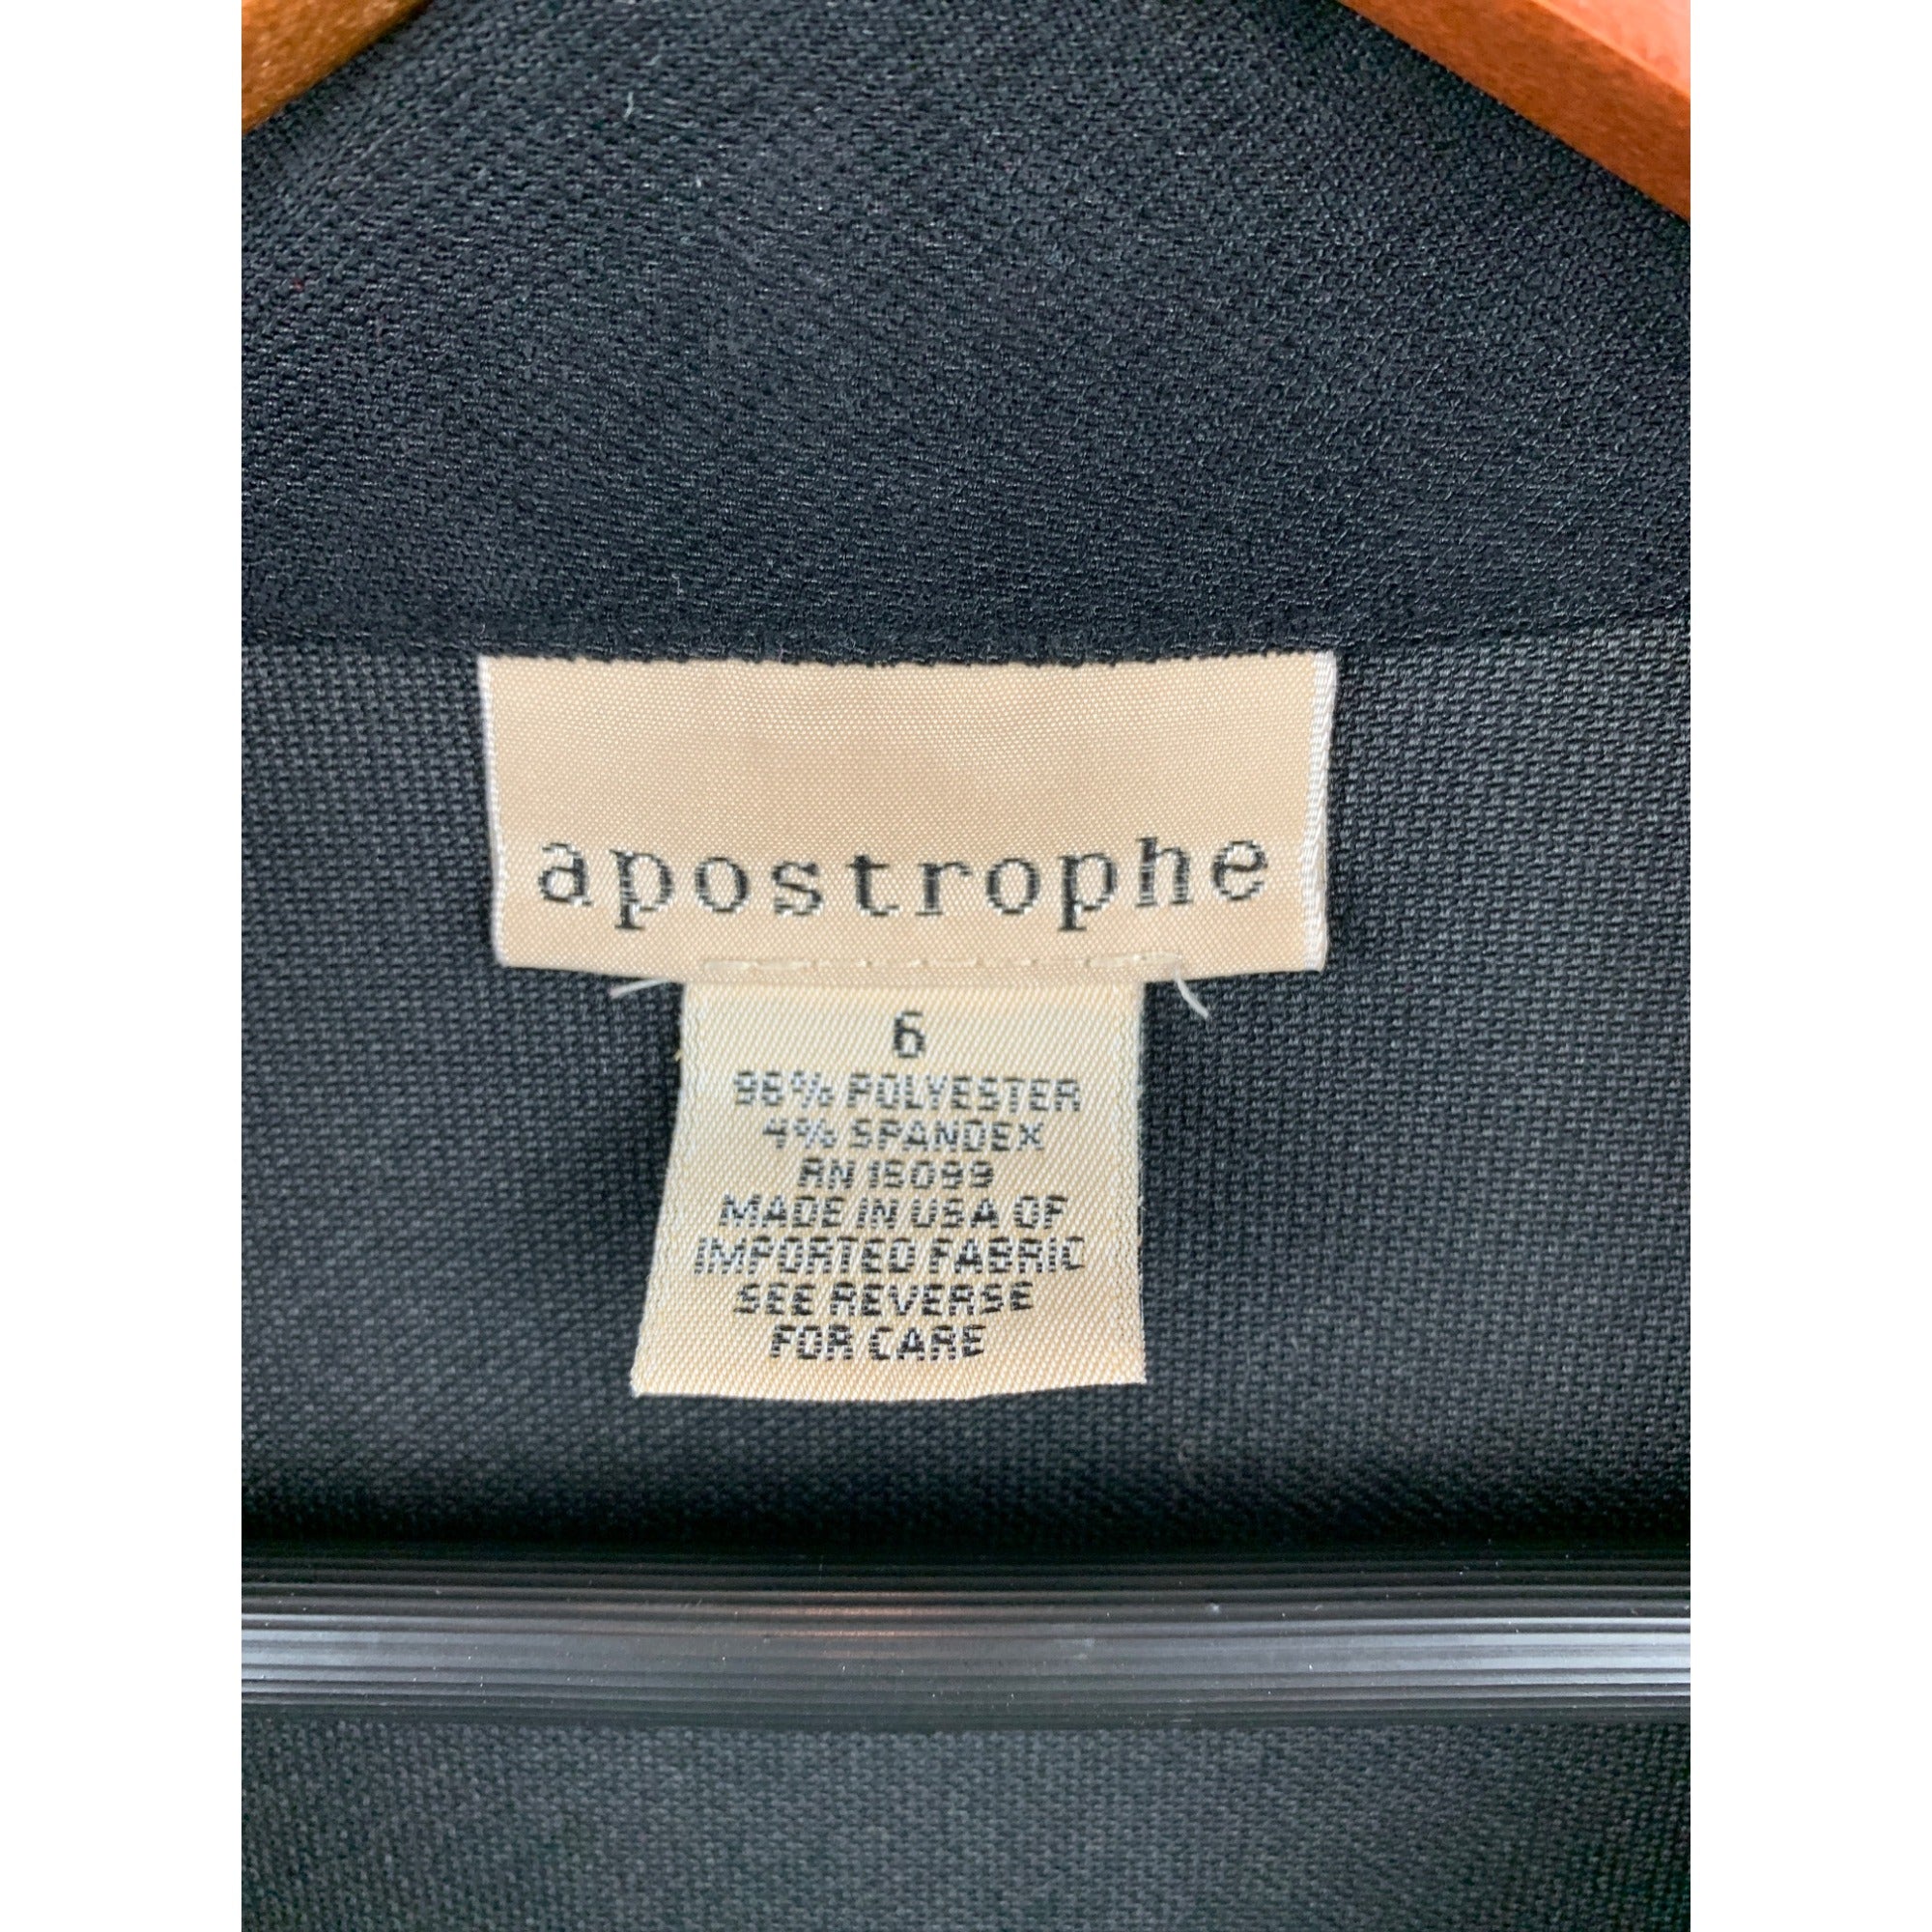 apostrophe
6
96% POLYESTER
4% SPANDEX
RN 15099
MADE IN USA OF
IMPORTED FABRIC
SEE REVERSE
FOR CARE